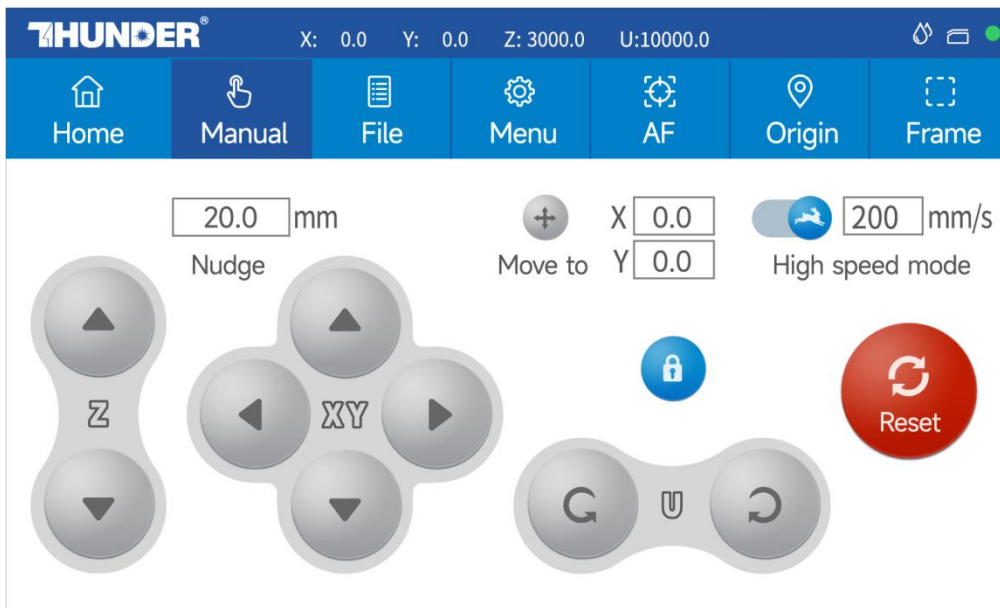 THUNDER® X: 0.0 Y: 0.0 Z: 3000.0 U:10000.0
Home Manual File Menu AF Origin Frame
20.0 mm X 0.0 200 mm/s
Nudge Move to Y 0.0 High speed mode
Z XY Reset
U